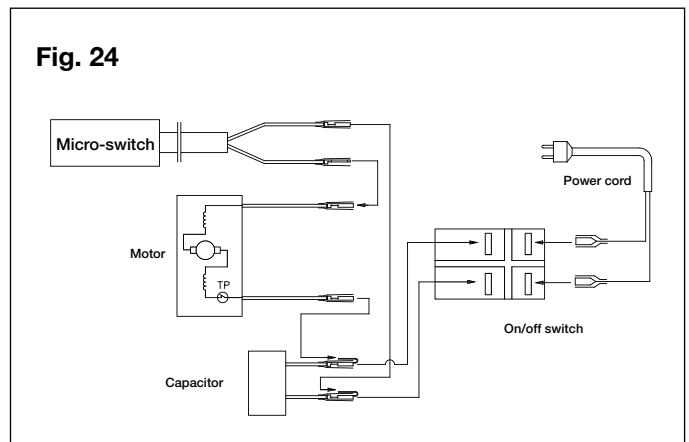 Fig. 24
Micro-switch
Power cord
Motor
TP
On/off switch
Capacitor